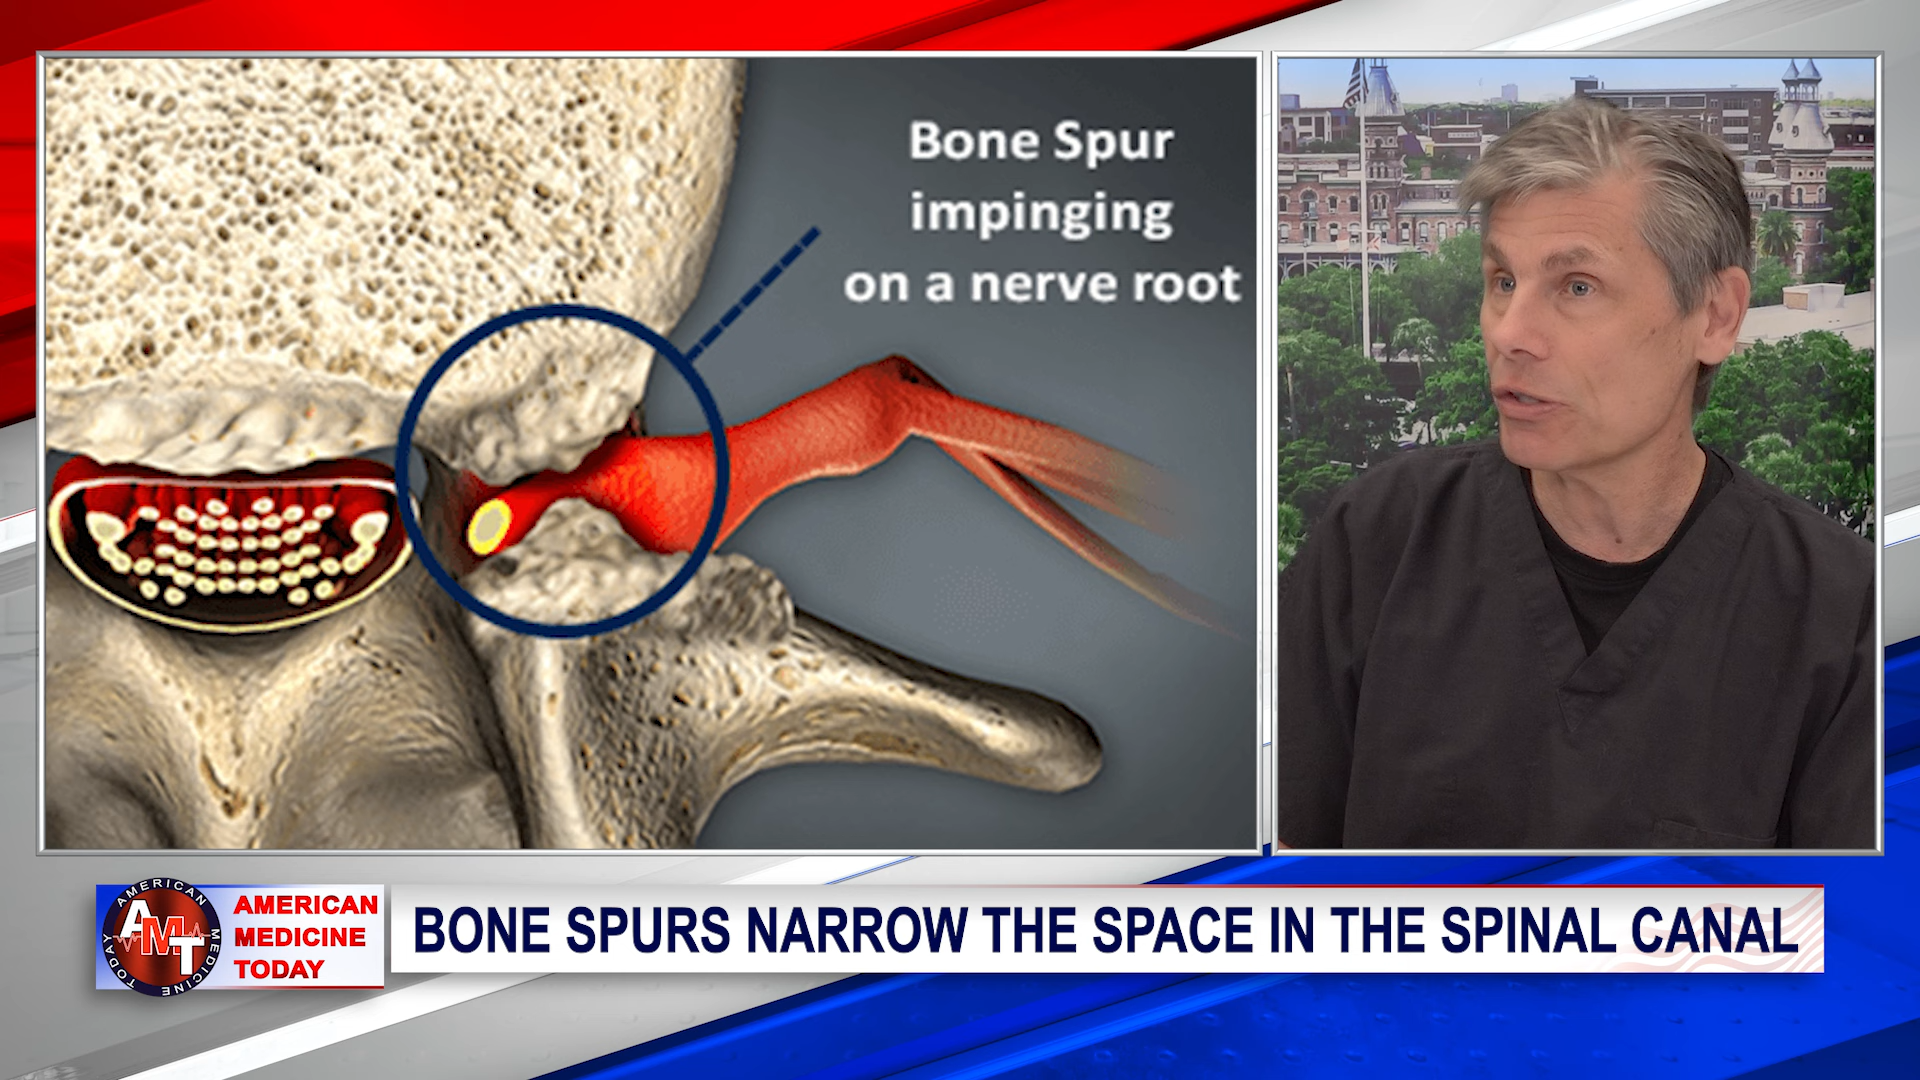 Bone Spur
impinging
on a nerve root
AMERICAN
MEDICINE
TODAY
AMT
AMERICAN
MEDICINE
TODAY
BONE SPURS NARROW THE SPACE IN THE SPINAL CANAL